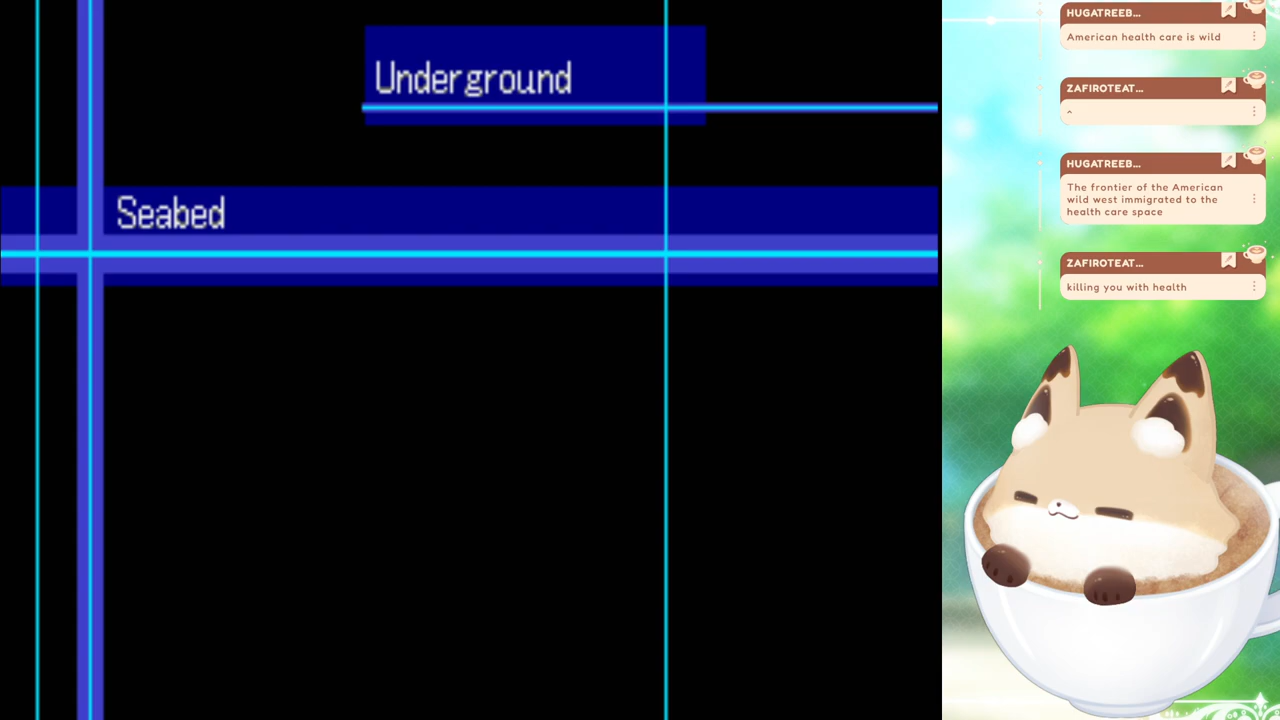 Underground
Seabed
HUGATREEB...
American health care is wild
ZAFIROTEAT...
^
HUGATREEB...
The frontier of the American
wild west immigrated to the
health care space
ZAFIROTEAT...
killing you with health